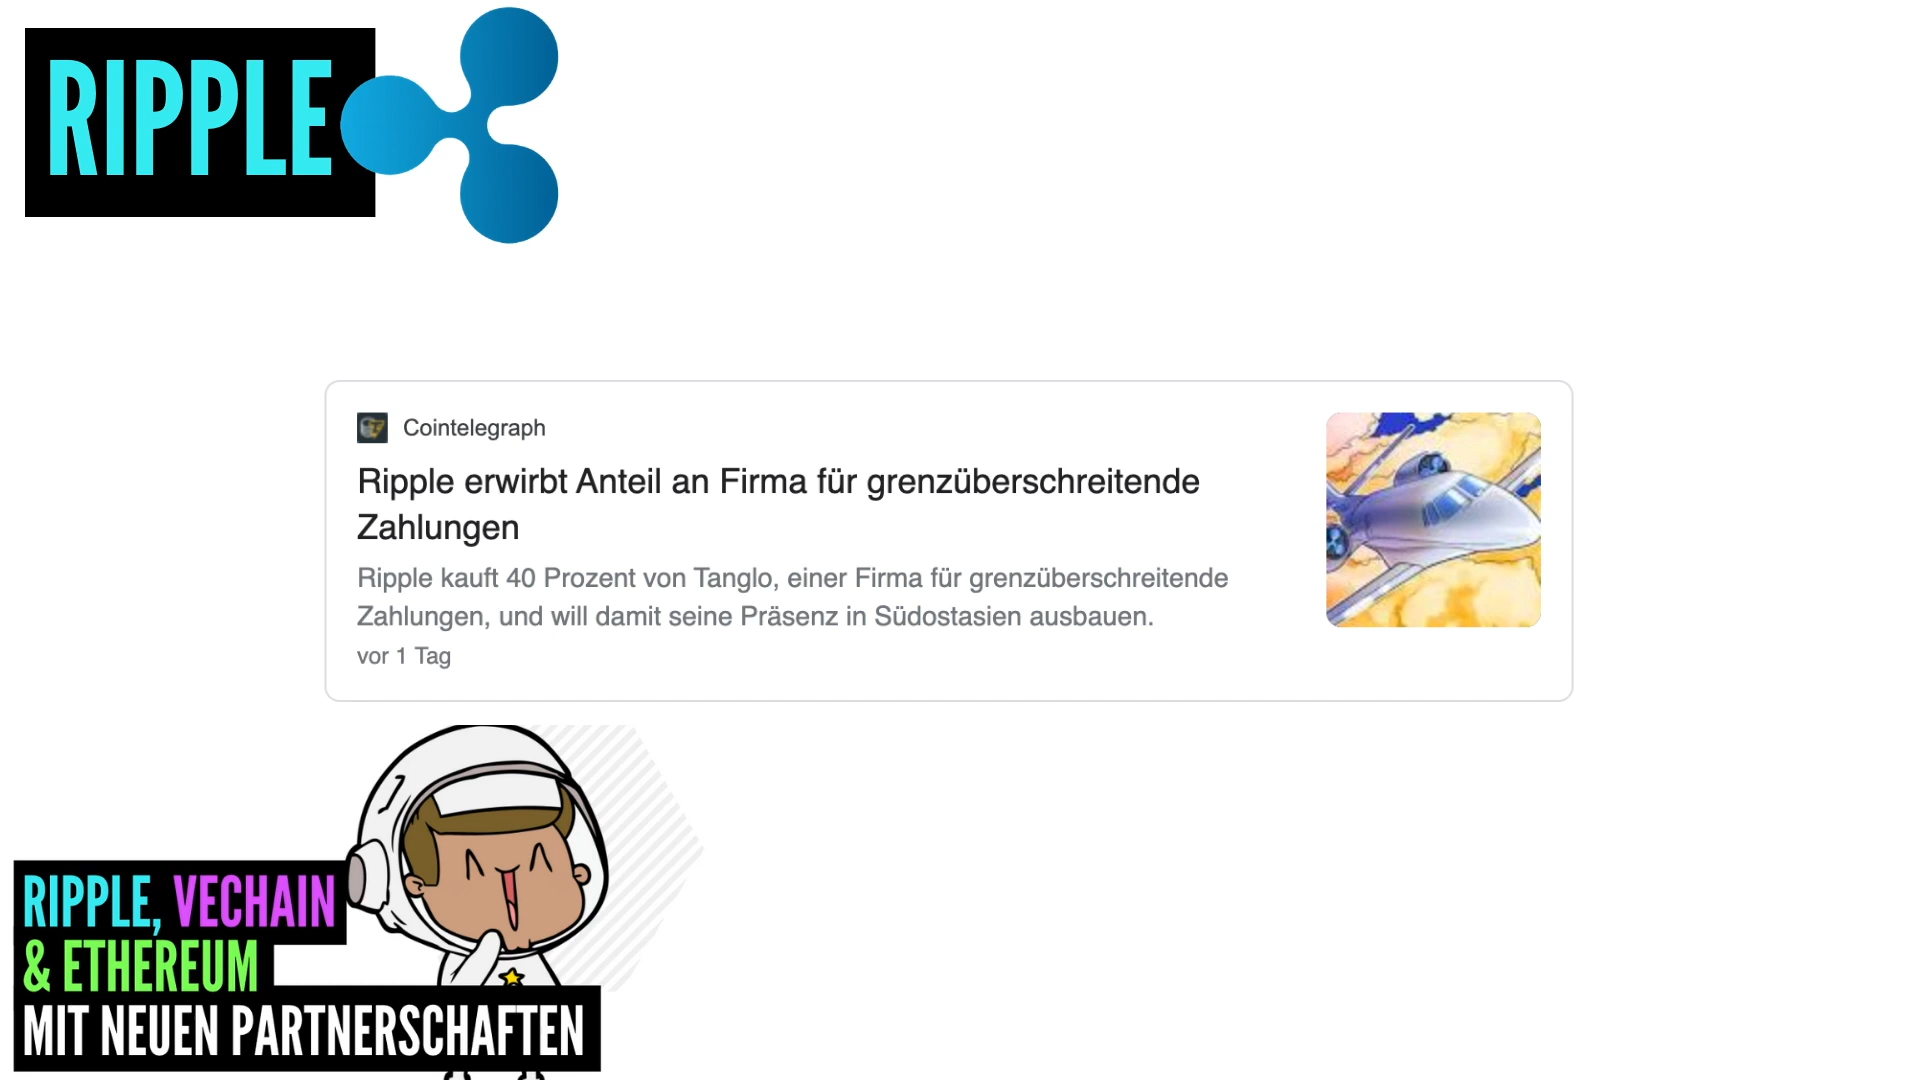 RIPPLE
Cointelegraph
Ripple erwirbt Anteil an Firma für grenzüberschreitende
Zahlungen
Ripple kauft 40 Prozent von Tanglo, einer Firma für grenzüberschreitende
Zahlungen, und will damit seine Präsenz in Südostasien ausbauen.
vor 1 Tag
RIPPLE, VECHAIN
& ETHEREUM
MIT NEUEN PARTNERSCHAFTEN